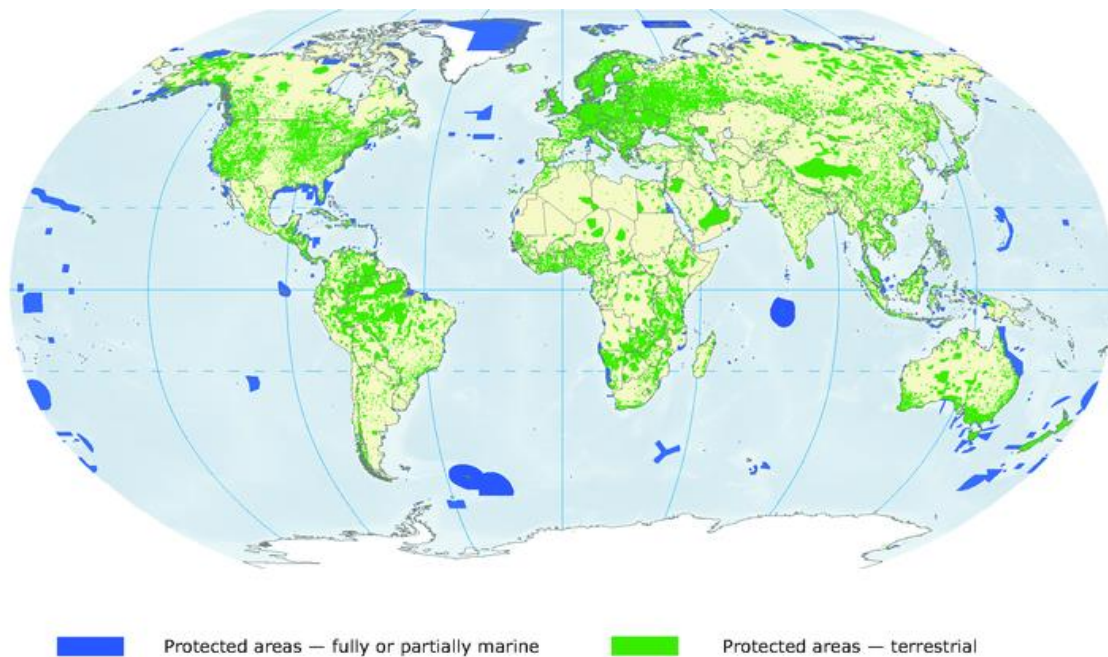 Protected areas — fully or partially marine
Protected areas — terrestrial